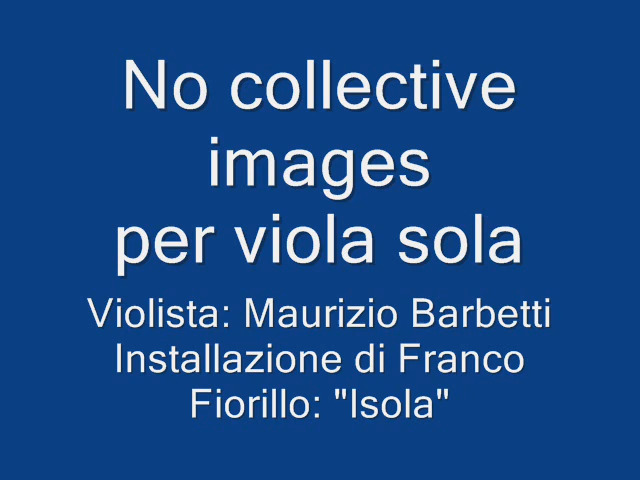 No collective
images
per viola sola
Violista: Maurizio Barbetti
Installazione di Franco
Fiorillo: "Isola"